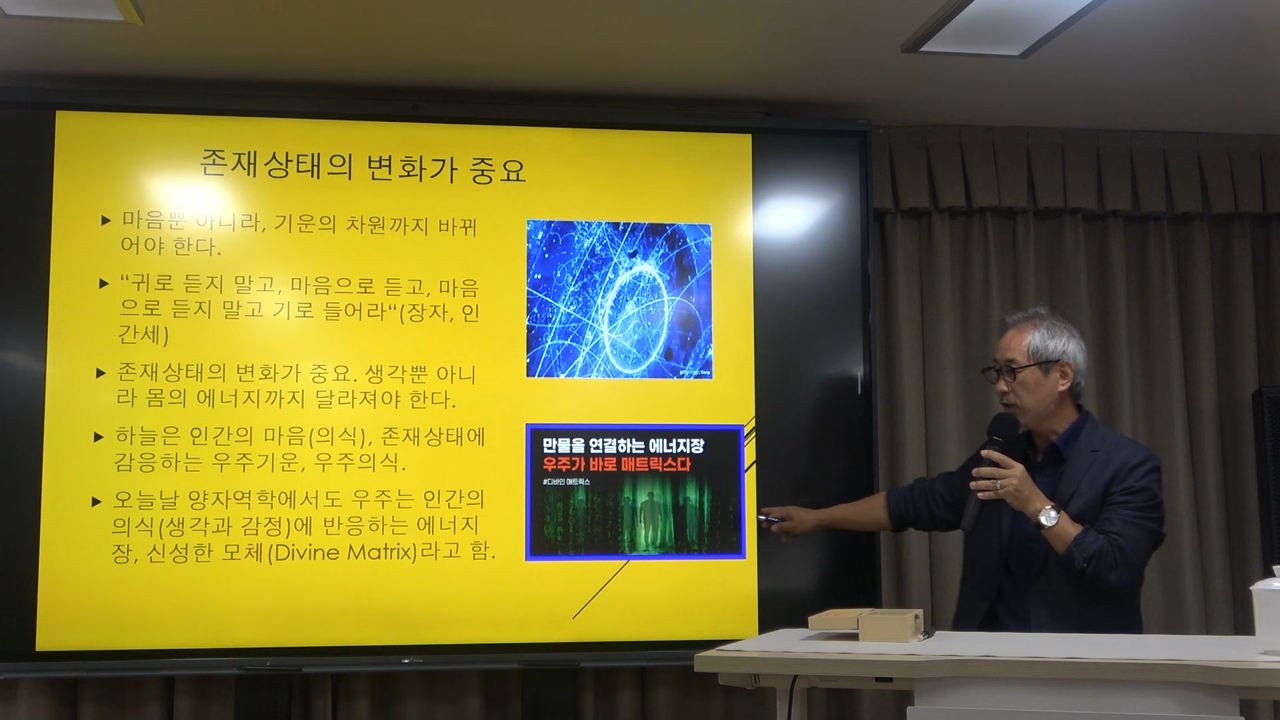 존재상태의 변화가 중요
마음뿐 아니라, 기운의 차원까지 바뀌
어야 한다.
“귀로 듣지 말고, 마음으로 듣고, 마음
으로 듣지 말고 기로 들어라“(장자, 인
간세)
존재상태의 변화가 중요. 생각뿐 아니
라 몸의 에너지까지 달라져야 한다.
하늘은 인간의 마음(의식), 존재상태에
감응하는 우주기운, 우주의식.
오늘날 양자역학에서도 우주는 인간의
의식(생각과 감정)에 반응하는 에너지
장, 신성한 모체(Divine Matrix)라고 함.
만물을 연결하는 에너지장
우주가 바로 매트릭스다
#디바인 매트릭스